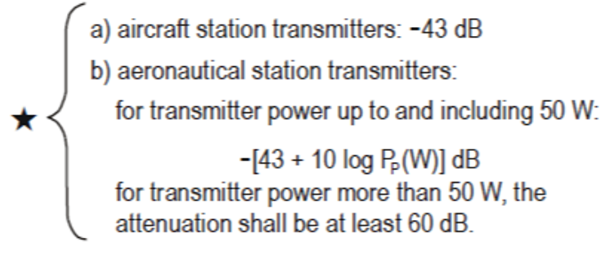 a) aircraft station transmitters: -43 dB
b) aeronautical station transmitters:
★ for transmitter power up to and including 50 W:
-[43 + 10 log Pₚ(W)] dB
for transmitter power more than 50 W, the
attenuation shall be at least 60 dB.